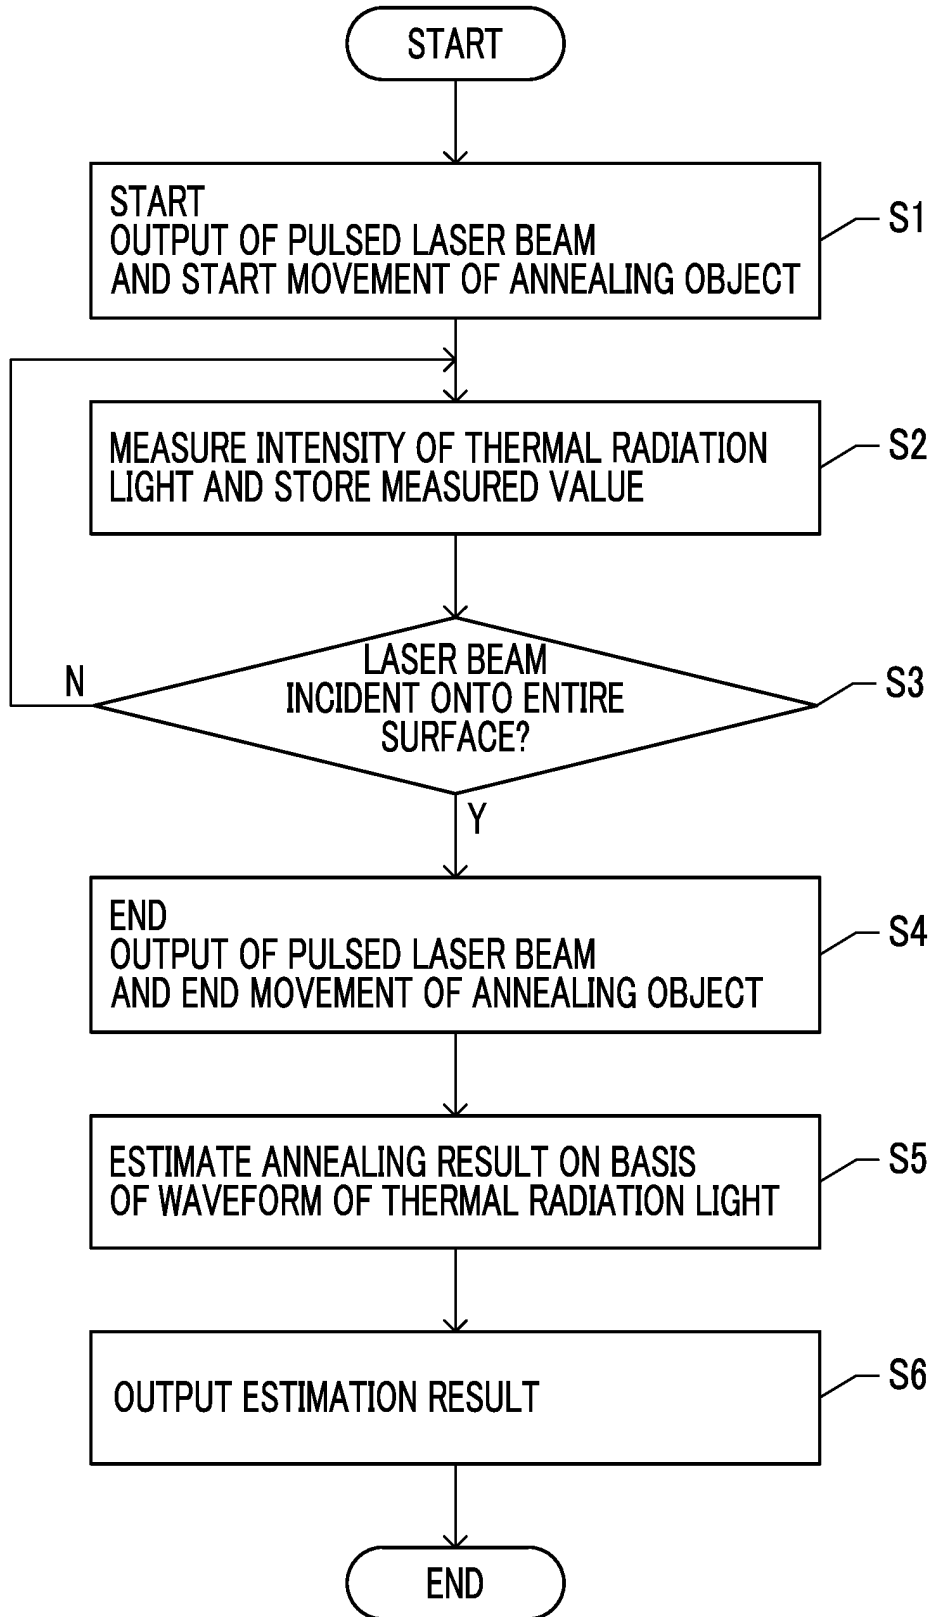 START
START
OUTPUT OF PULSED LASER BEAM
AND START MOVEMENT OF ANNEALING OBJECT
S1
MEASURE INTENSITY OF THERMAL RADIATION
LIGHT AND STORE MEASURED VALUE
S2
LASER BEAM
INCIDENT ONTO ENTIRE
SURFACE?
S3
N
Y
END
OUTPUT OF PULSED LASER BEAM
AND END MOVEMENT OF ANNEALING OBJECT
S4
ESTIMATE ANNEALING RESULT ON BASIS
OF WAVEFORM OF THERMAL RADIATION LIGHT
S5
OUTPUT ESTIMATION RESULT
S6
END